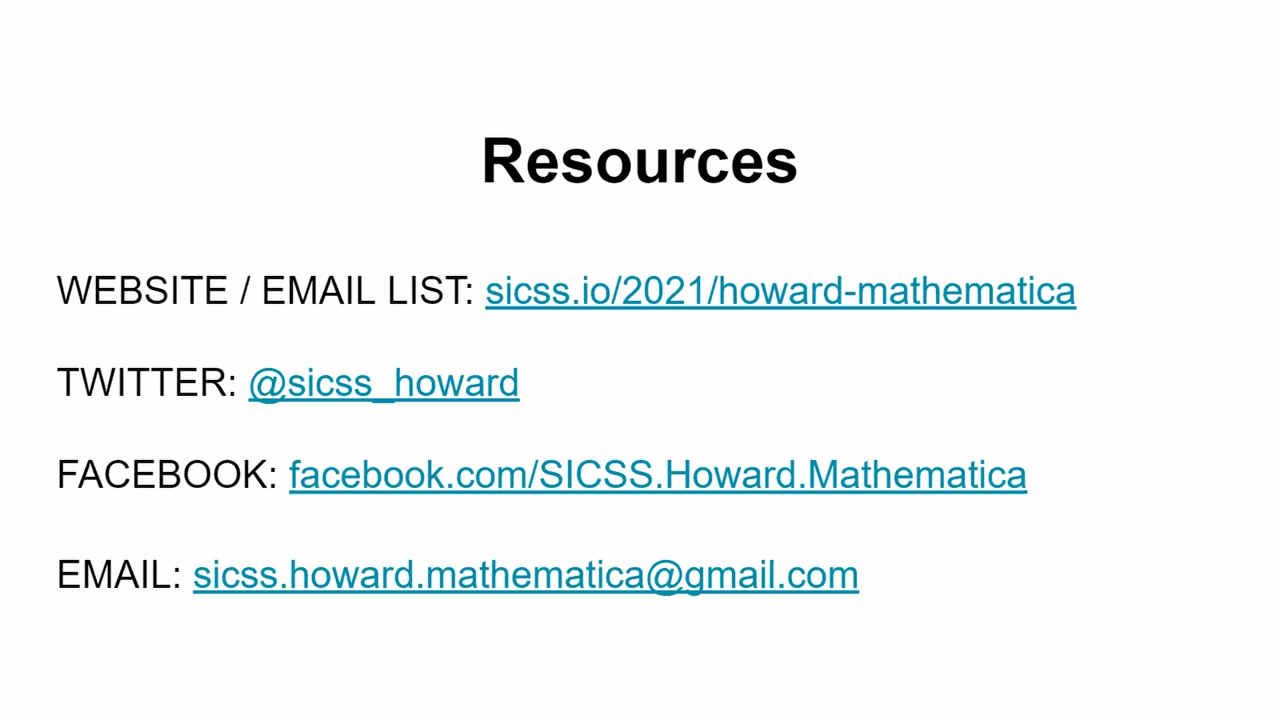 Resources
WEBSITE / EMAIL LIST: sicss.io/2021/howard-mathematica
TWITTER: @sicss_howard
FACEBOOK: facebook.com/SICSS.Howard.Mathematica
EMAIL: sicss.howard.mathematica@gmail.com